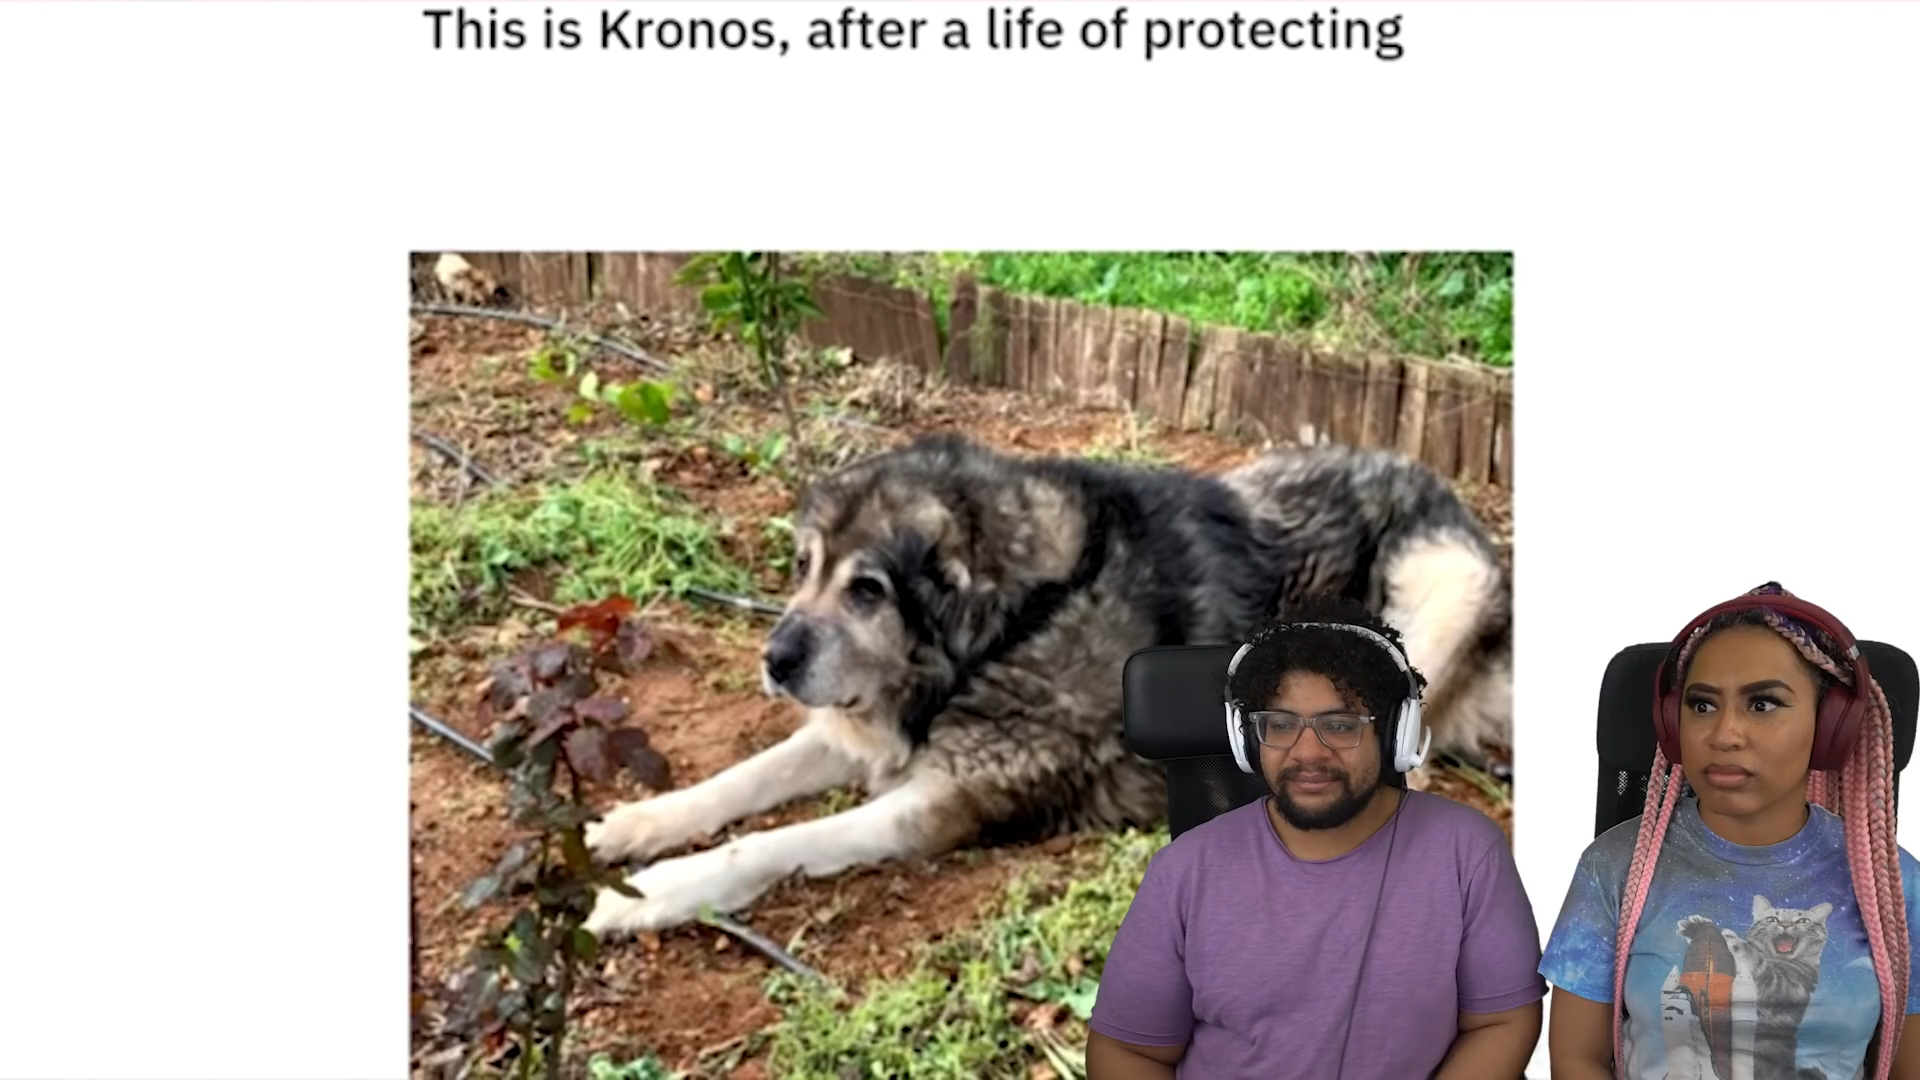 This is Kronos, after a life of protecting